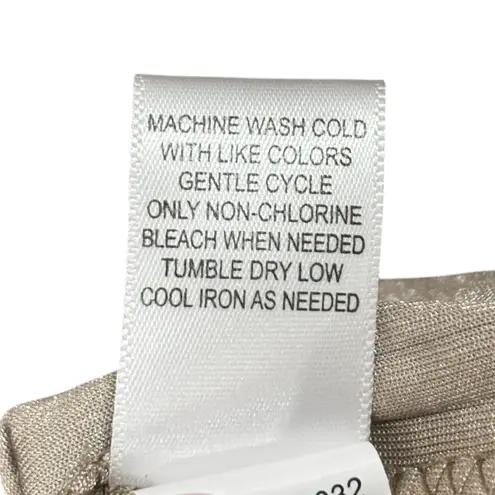 MACHINE WASH COLD
WITH LIKE COLORS
GENTLE CYCLE
ONLY NON-CHLORINE
BLEACH WHEN NEEDED
TUMBLE DRY LOW
COOL IRON AS NEEDED